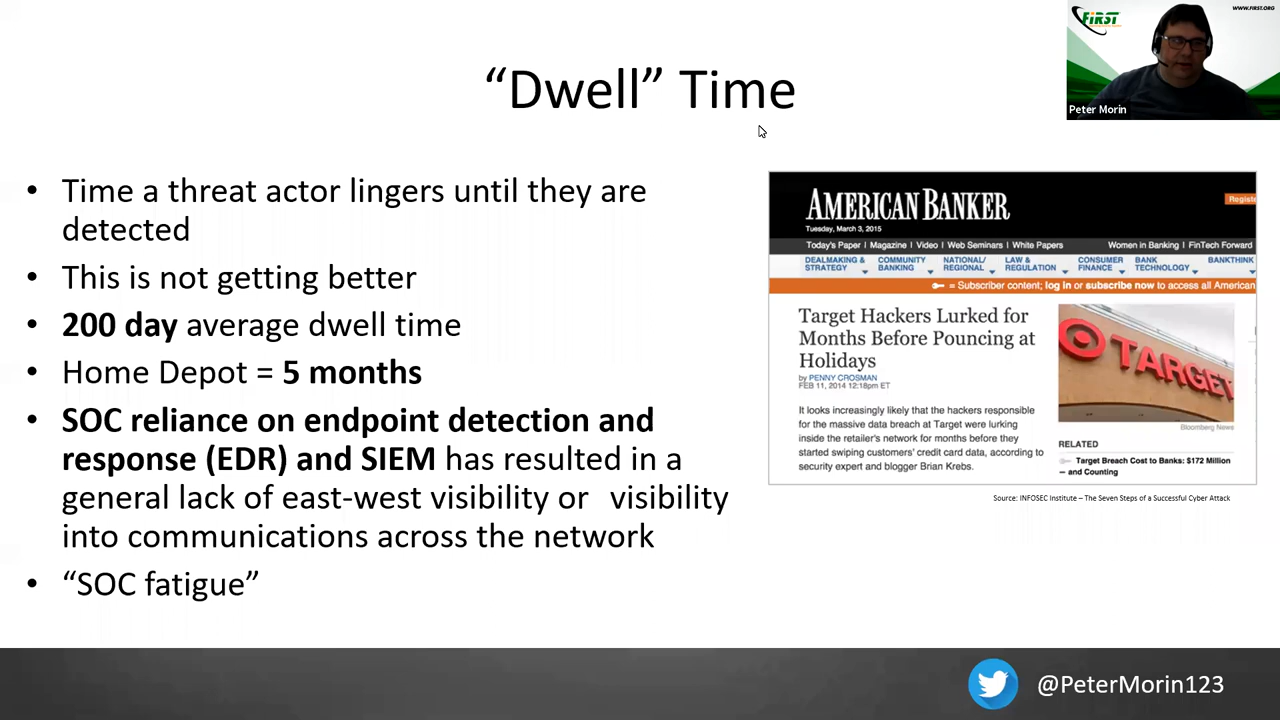 “Dwell” Time
FIRST
WWW.FIRST.ORG
Peter Morin
• Time a threat actor lingers until they are
detected
• This is not getting better
• 200 day average dwell time
• Home Depot = 5 months
• SOC reliance on endpoint detection and
response (EDR) and SIEM has resulted in a
general lack of east-west visibility or visibility
into communications across the network
• “SOC fatigue”
AMERICAN BANKER
Tuesday, March 3, 2015
Registe
Today's Paper | Magazine | Video | Web Seminars | White Papers
Women in Banking | FinTech Forward
DEALMAKING & STRATEGY
COMMUNITY BANKING
NATIONAL/ REGIONAL
LAW & REGULATION
CONSUMER FINANCE
BANK TECHNOLOGY
BANKTHINK
= Subscriber content; log in or subscribe now to access all American
Target Hackers Lurked for
Months Before Pouncing at
Holidays
by PENNY CROSMAN
FEB 11, 2014 12:18pm ET
It looks increasingly likely that the hackers responsible
for the massive data breach at Target were lurking
inside the retailer's network for months before they
started swiping customers' credit card data, according to
security expert and blogger Brian Krebs.
TARGET
Bloomberg News
RELATED
Target Breach Cost to Banks: $172 Million
— and Counting
Source: INFOSEC Institute – The Seven Steps of a Successful Cyber Attack
@PeterMorin123